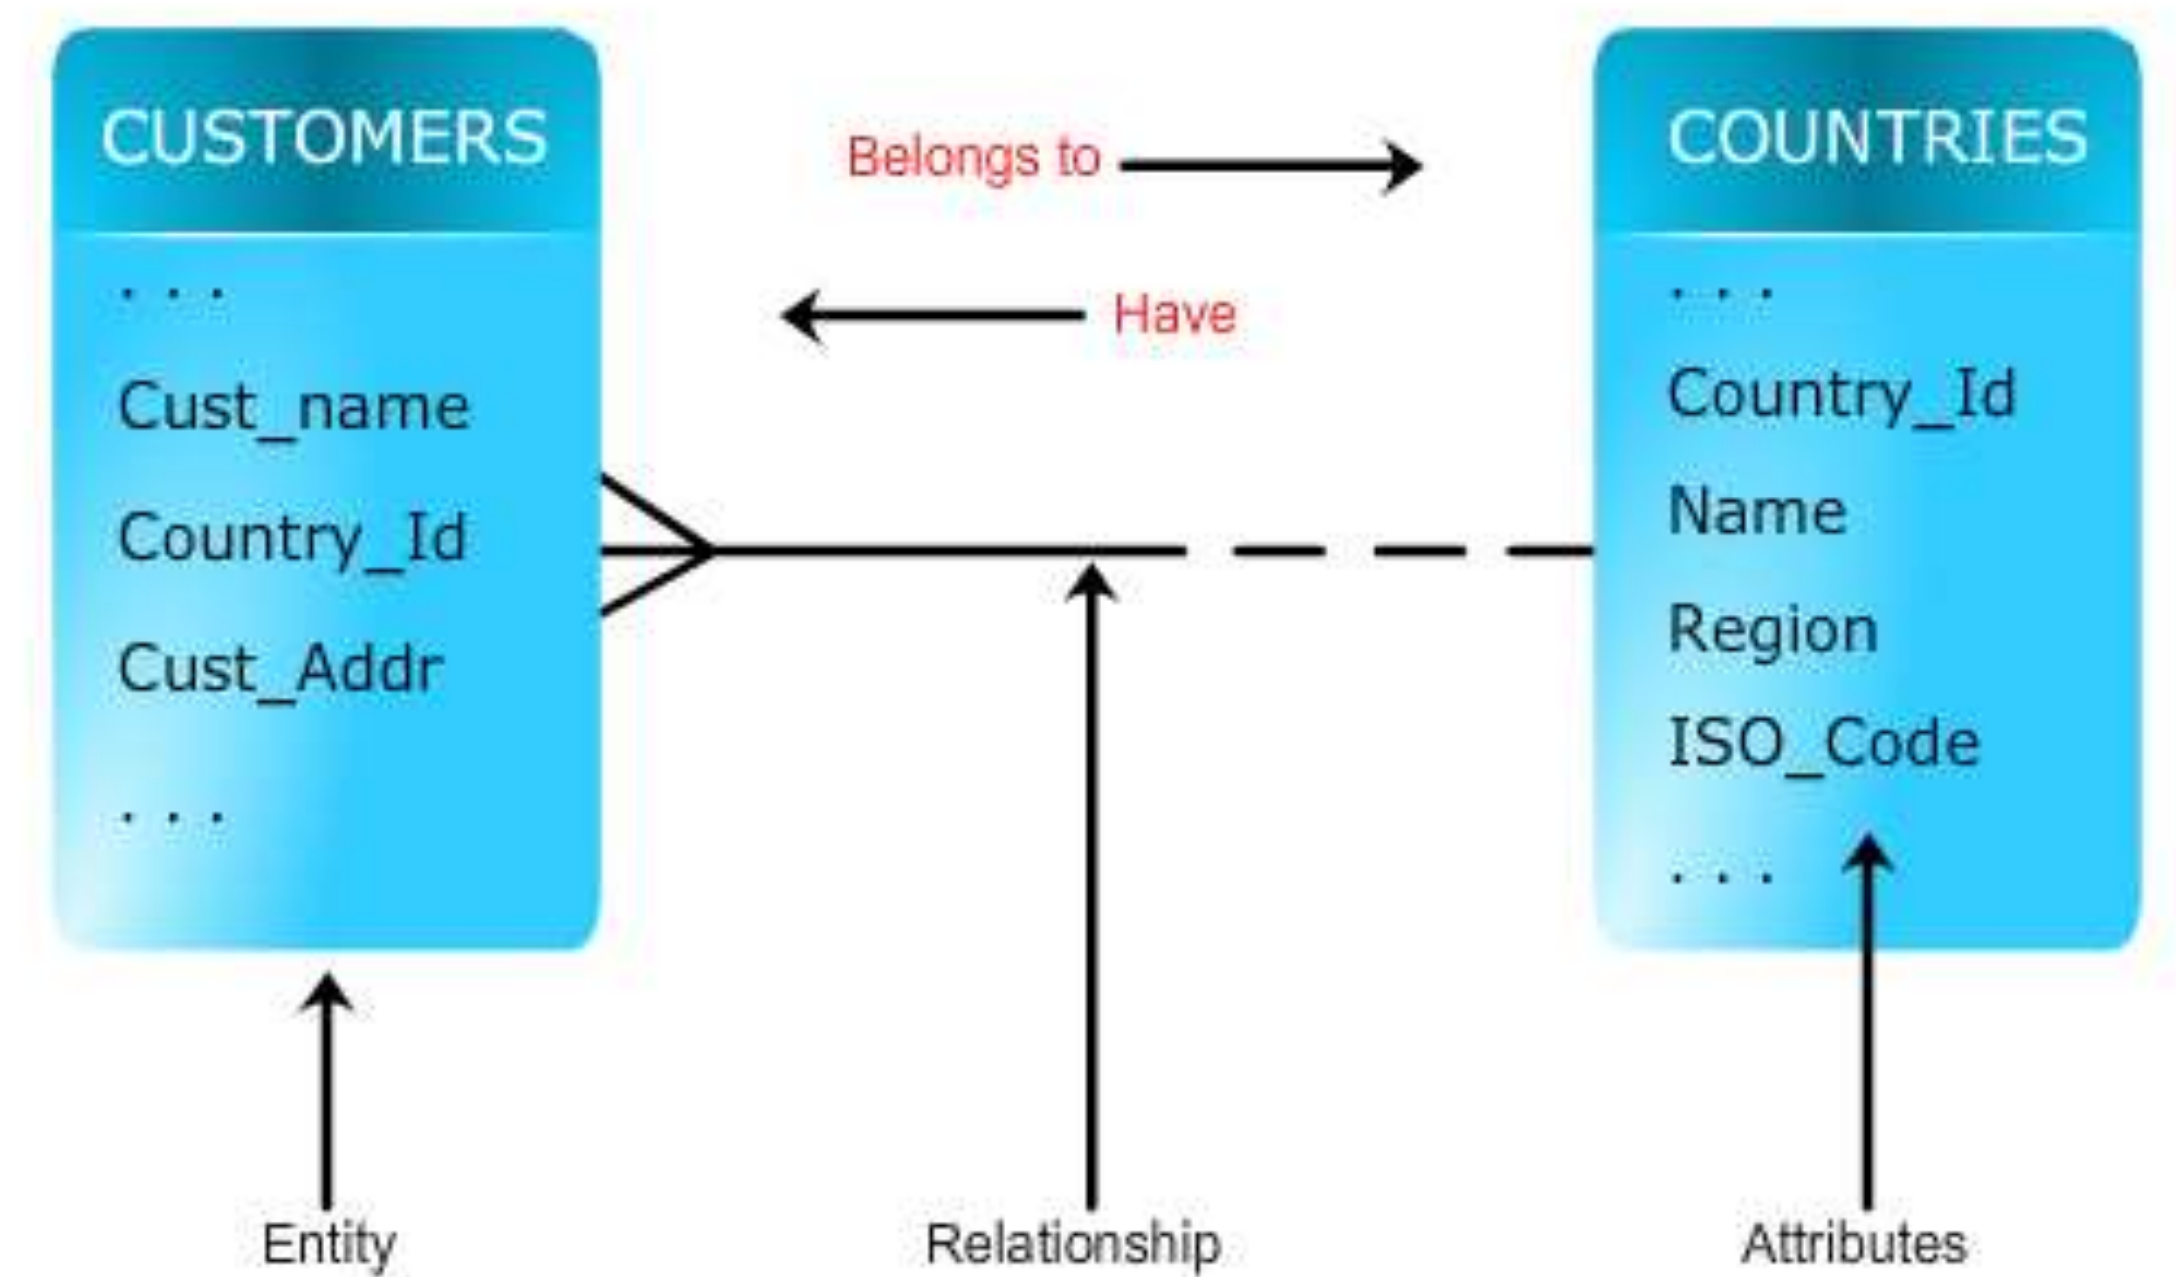 CUSTOMERS
. . .
Cust_name
Country_Id
Cust_Addr
. . .
Belongs to
Have
COUNTRIES
. . .
Country_Id
Name
Region
ISO_Code
. . .
Entity
Relationship
Attributes